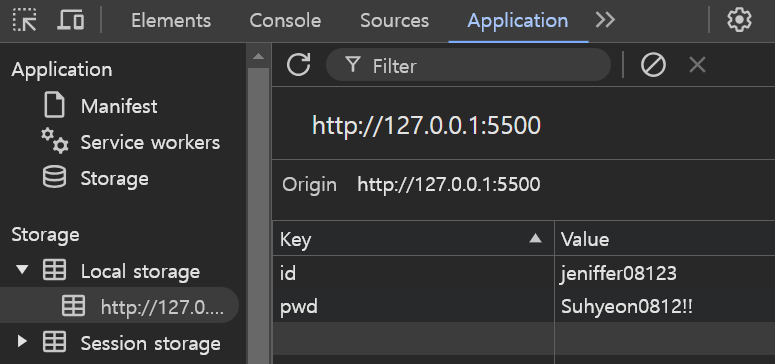 Elements Console Sources Application
Application
Manifest
Service workers
Storage
Storage
Local storage
http://127.0....
Session storage
Filter
http://127.0.0.1:5500
Origin http://127.0.0.1:5500
Key Value
id jeniffer08123
pwd Suhyeon0812!!